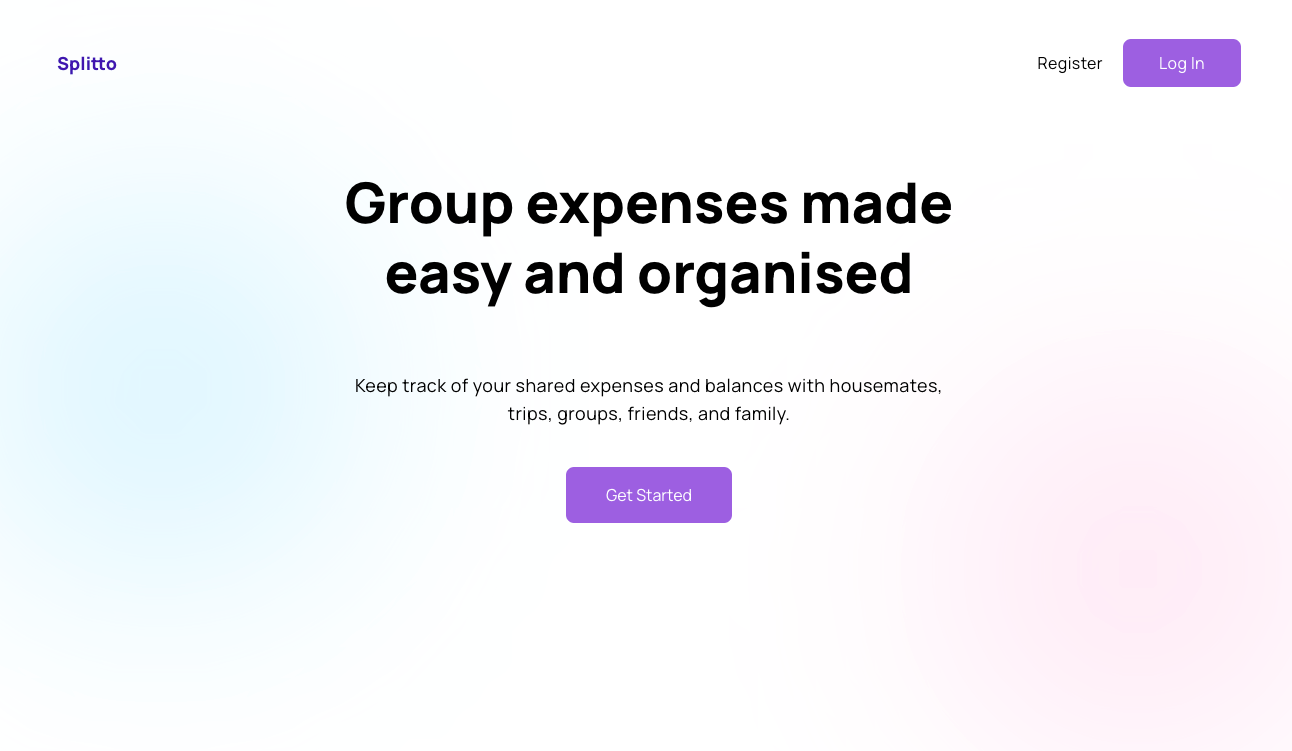 Splitto
Register
Log In
Group expenses made
easy and organised
Keep track of your shared expenses and balances with housemates,
trips, groups, friends, and family.
Get Started